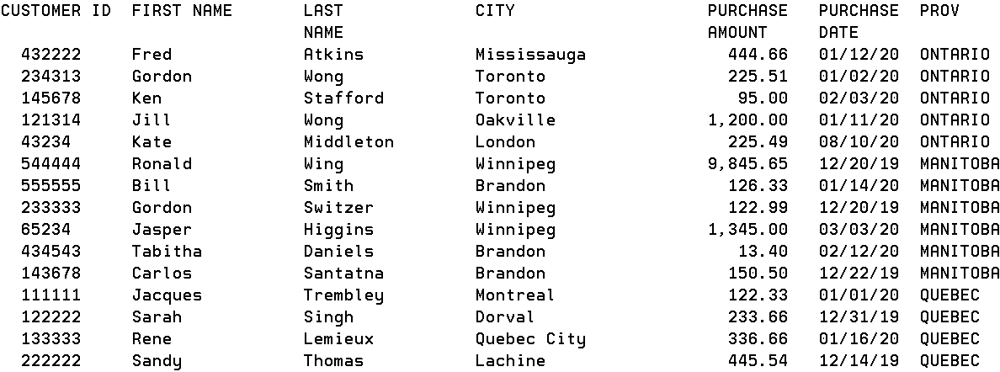 CUSTOMER ID  FIRST NAME       LAST             CITY                   PURCHASE   PURCHASE  PROV
                              NAME                                    AMOUNT     DATE
  432222     Fred             Atkins           Mississauga              444.66   01/12/20  ONTARIO
  234313     Gordon           Wong             Toronto                  225.51   01/02/20  ONTARIO
  145678     Ken              Stafford         Toronto                   95.00   02/03/20  ONTARIO
  121314     Jill             Wong             Oakville               1,200.00   01/11/20  ONTARIO
  43234      Kate             Middleton        London                   225.49   08/10/20  ONTARIO
  544444     Ronald           Wing             Winnipeg               9,845.65   12/20/19  MANITOBA
  555555     Bill             Smith            Brandon                  126.33   01/14/20  MANITOBA
  233333     Gordon           Switzer          Winnipeg                 122.99   12/20/19  MANITOBA
  65234      Jasper           Higgins          Winnipeg               1,345.00   03/03/20  MANITOBA
  434543     Tabitha          Daniels          Brandon                   13.40   02/12/20  MANITOBA
  143678     Carlos           Santatna         Brandon                  150.50   12/22/19  MANITOBA
  111111     Jacques          Trembley         Montreal                 122.33   01/01/20  QUEBEC
  122222     Sarah            Singh            Dorval                   233.66   12/31/19  QUEBEC
  133333     Rene             Lemieux          Quebec City              336.66   01/16/20  QUEBEC
  222222     Sandy            Thomas           Lachine                  445.54   12/14/19  QUEBEC